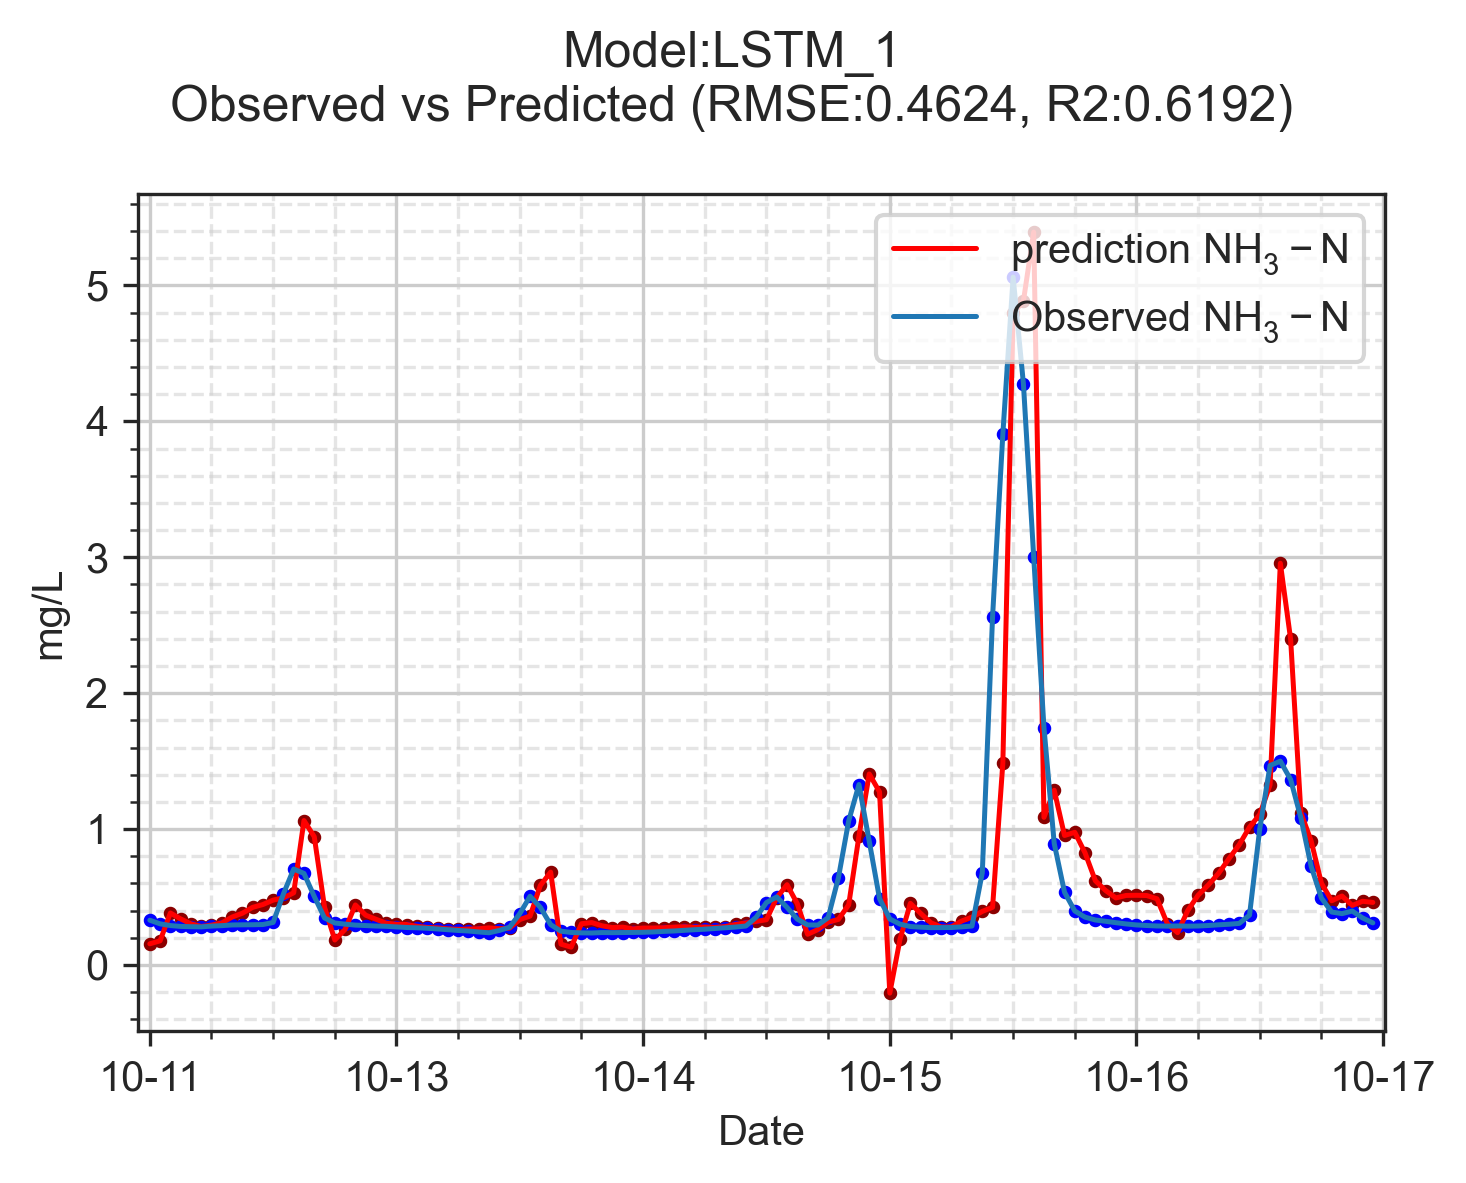 Model:LSTM_1
Observed vs Predicted (RMSE:0.4624, R2:0.6192)
prediction NH₃ − N
Observed NH₃ − N
5
4
3
2
1
0
mg/L
10-11 10-13 10-14 10-15 10-16 10-17
Date